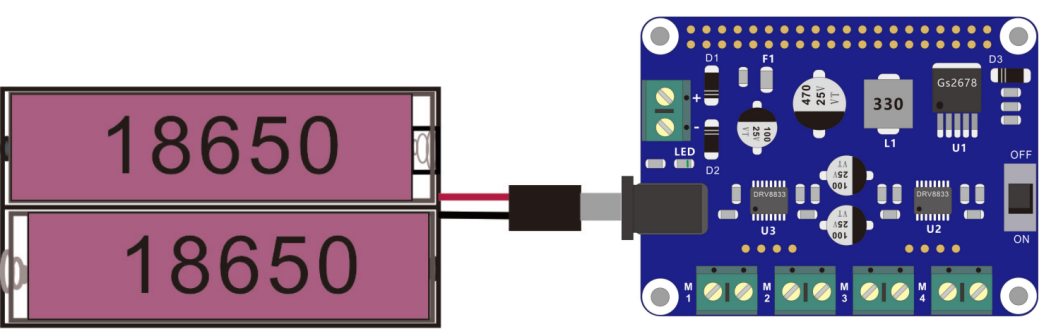 18650
18650
D1
F1
D3
+
-
470
25V
VT
330
Gs2678
100
25V
VT
LED
D2
L1
U1
OFF
ON
100
25V
VT
DRV8833
DRV8833
100
25V
VT
U3
U2
M
1
M
2
M
3
M
4